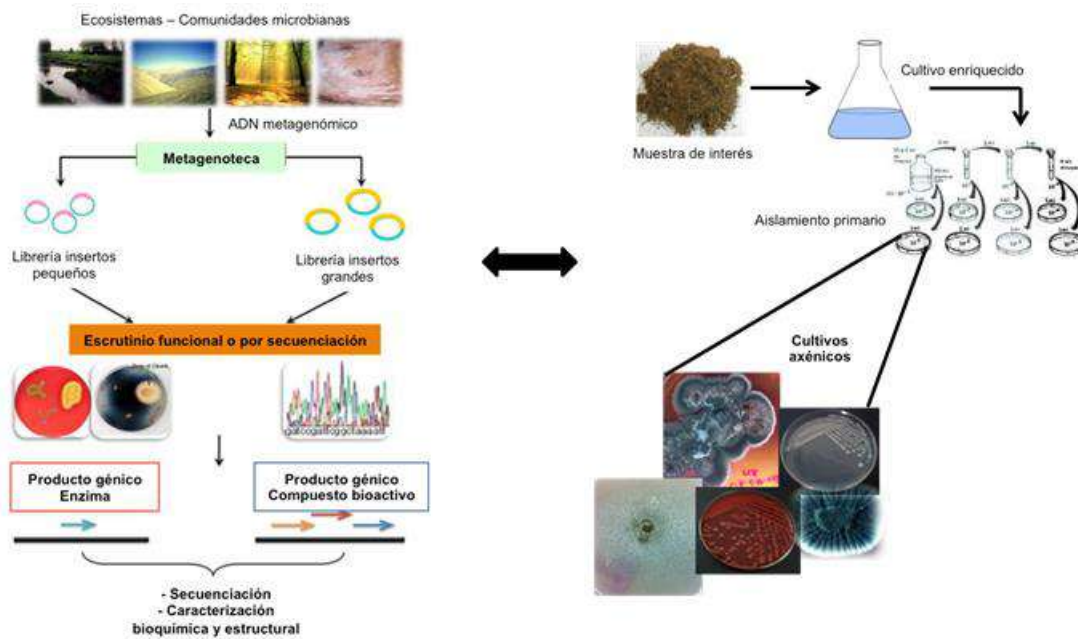 Ecosistemas – Comunidades microbianas
ADN metagenómico
Metagenoteca
Librería insertos
pequeños
Librería insertos
grandes
Escrutinio funcional o por secuenciación
Producto génico
Enzima
Producto génico
Compuesto bioactivo
- Secuenciación
- Caracterización
bioquímica y estructural
Muestra de interés
Cultivo enriquecido
Aislamiento primario
Cultivos
axénicos